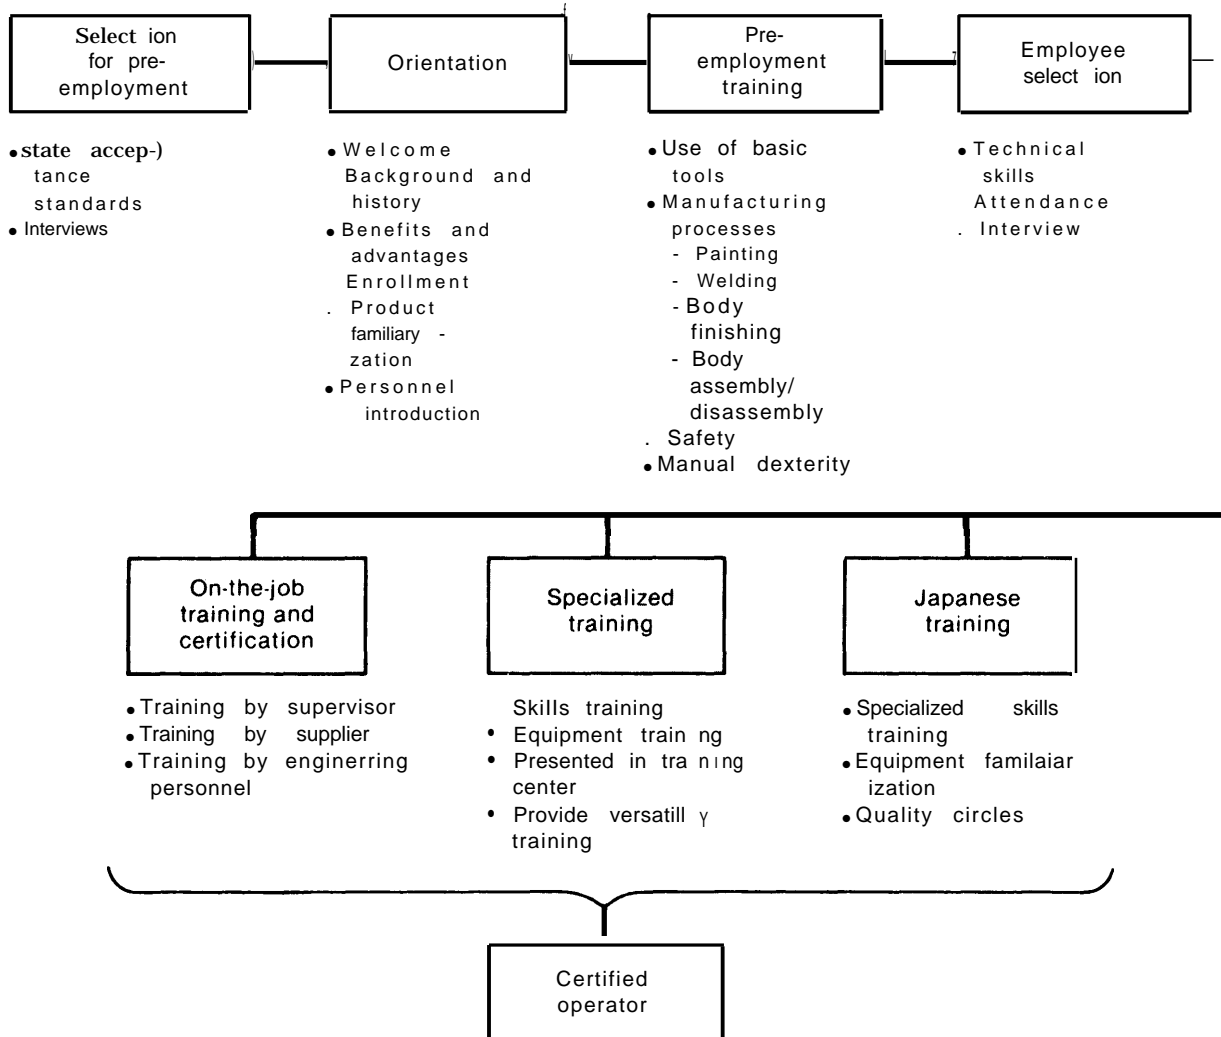 Select ion
for pre-
employment
Orientation
Pre-
employment
training
Employee
select ion
• state accep-)
tance
standards
• Interviews
• Welcome
Background and
history
• Benefits and
advantages
Enrollment
. Product
familiary -
zation
• Personnel
introduction
• Use of basic
tools
• Manufacturing
processes
- Painting
- Welding
- Body
finishing
- Body
assembly/
disassembly
. Safety
• Manual dexterity
• Technical
skills
Attendance
. Interview
On-the-job
training and
certification
Specialized
training
Japanese
training
• Training by supervisor
• Training by supplier
• Training by enginerring
personnel
Skills training
• Equipment train ng
• Presented in tra n ing
center
• Provide versatill y
training
• Specialized skills
training
• Equipment familaiar
ization
• Quality circles
Certified
operator